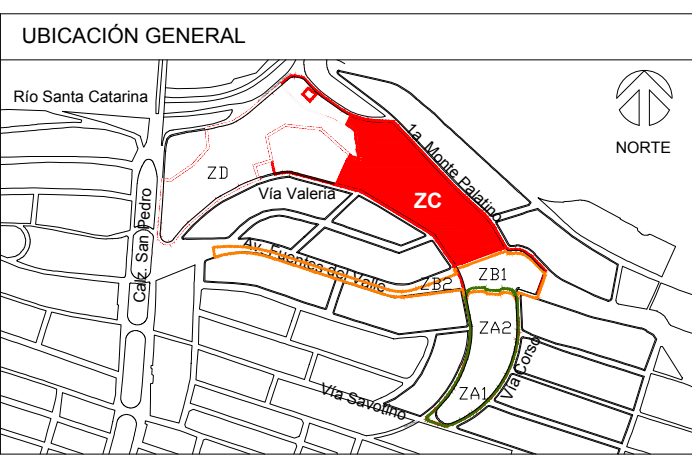 UBICACIÓN GENERAL
Río Santa Catarina
NORTE
1a. Monte Palatino
ZD
Vía Valeria
ZC
Calz. San Pedro
Av. Fuentes del Valle
ZB2
ZB1
ZA2
Vía Corso
ZA1
Vía Savotino